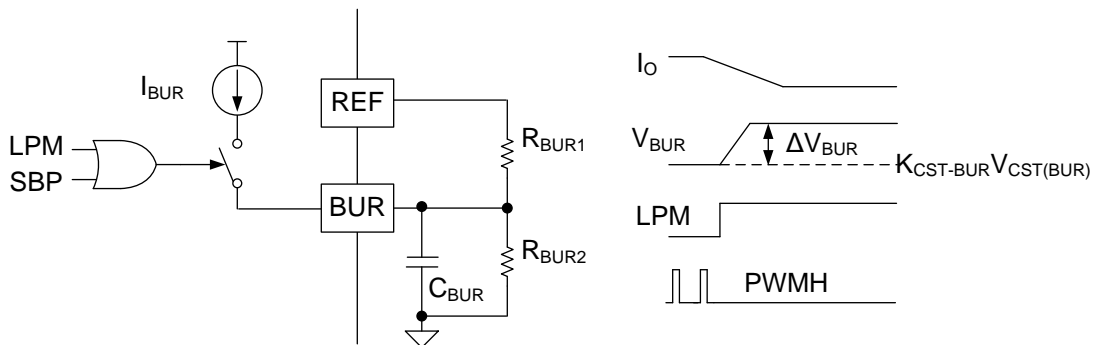 I_BUR
LPM
SBP
REF
BUR
R_BUR1
R_BUR2
C_BUR
I_O
V_BUR
ΔV_BUR
K_CST-BUR V_CST(BUR)
LPM
PWMH